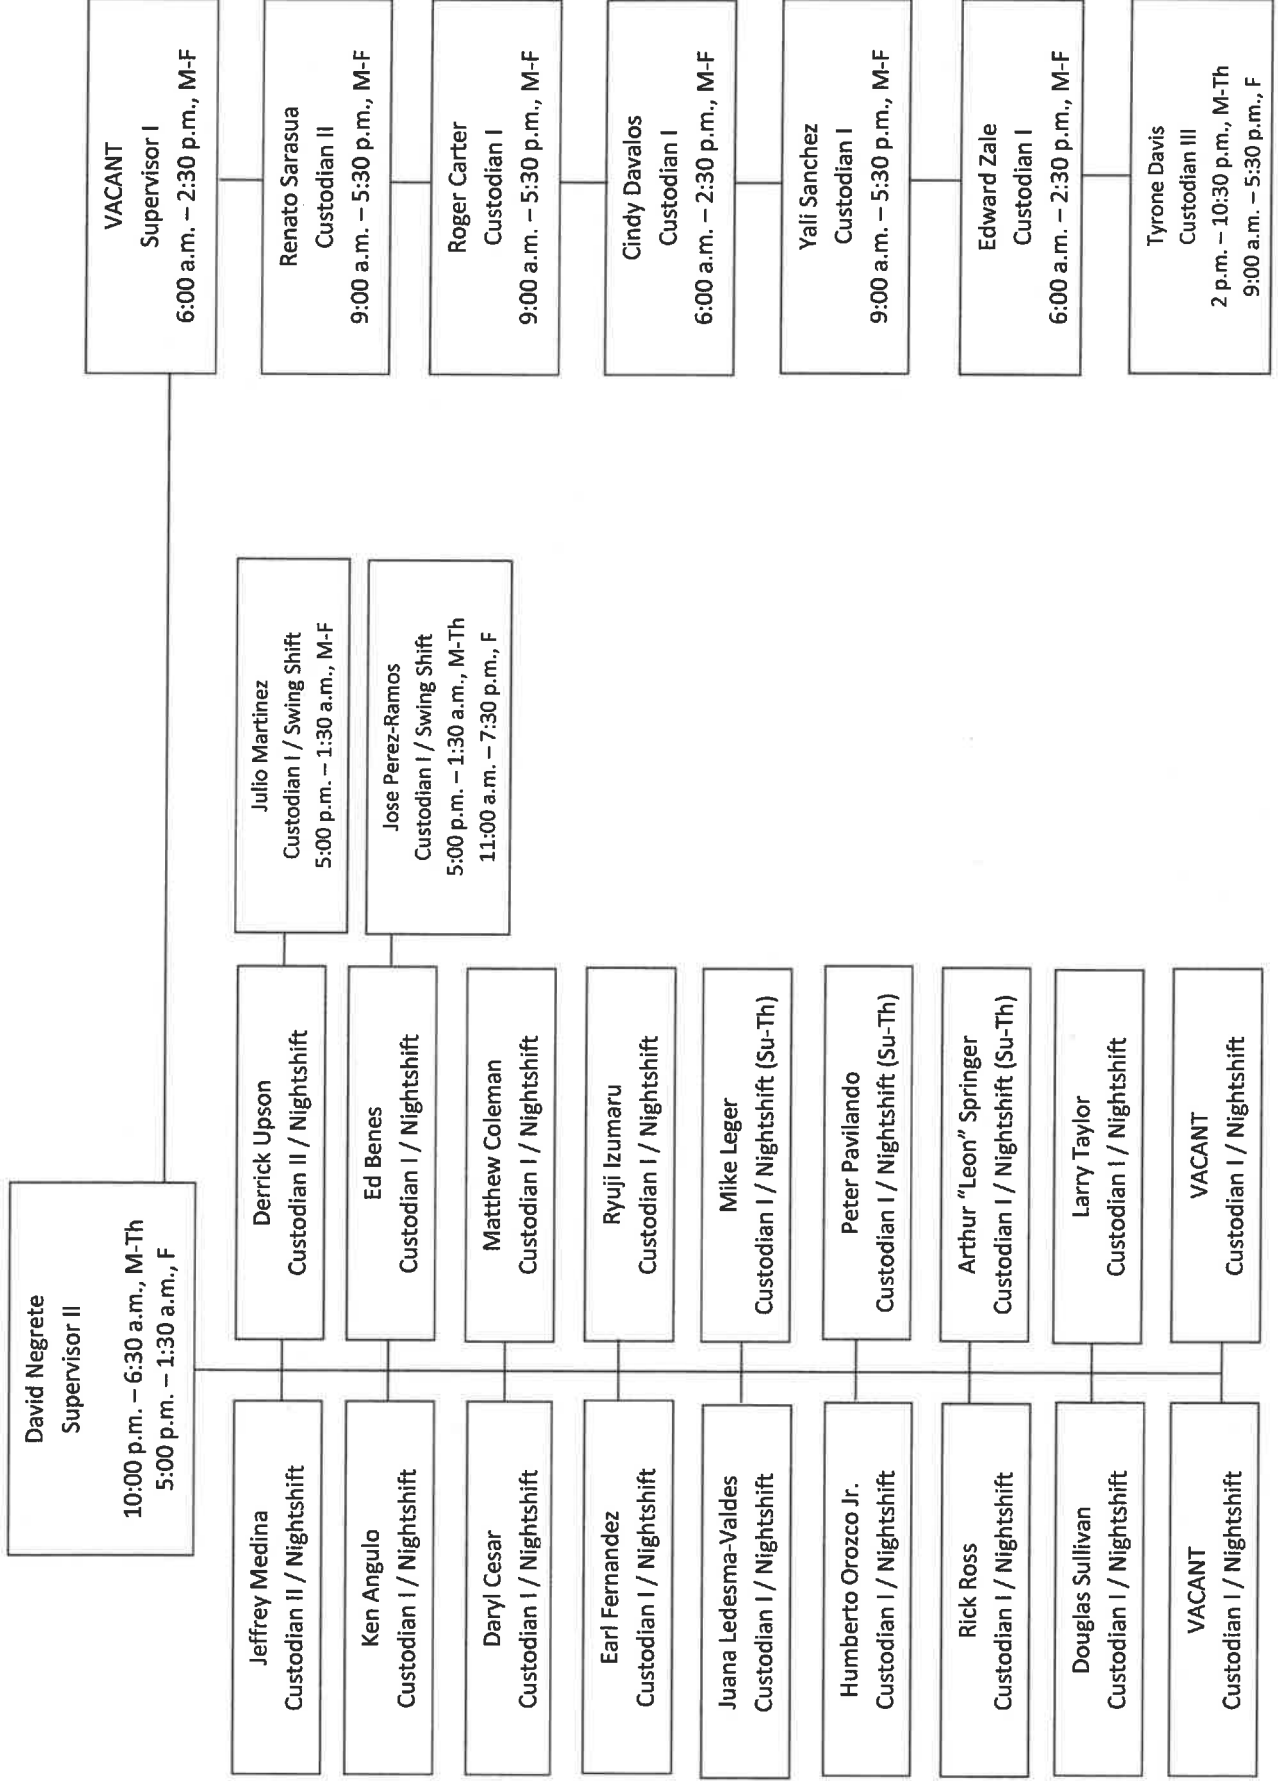 David Negrete
Supervisor II
10:00 p.m. – 6:30 a.m., M-Th
5:00 p.m. – 1:30 a.m., F
Jeffrey Medina
Custodian II / Nightshift
Ken Angulo
Custodian I / Nightshift
Daryl Cesar
Custodian I / Nightshift
Earl Fernandez
Custodian I / Nightshift
Juana Ledesma-Valdes
Custodian I / Nightshift
Humberto Orozco Jr.
Custodian I / Nightshift
Rick Ross
Custodian I / Nightshift
Douglas Sullivan
Custodian I / Nightshift
VACANT
Custodian I / Nightshift
Derrick Upson
Custodian II / Nightshift
Ed Benes
Custodian I / Nightshift
Matthew Coleman
Custodian I / Nightshift
Ryuji Izumaru
Custodian I / Nightshift
Mike Leger
Custodian I / Nightshift (Su-Th)
Peter Pavilando
Custodian I / Nightshift (Su-Th)
Arthur “Leon” Springer
Custodian I / Nightshift (Su-Th)
Larry Taylor
Custodian I / Nightshift
VACANT
Custodian I / Nightshift
Julio Martinez
Custodian I / Swing Shift
5:00 p.m. – 1:30 a.m., M-F
Jose Perez-Ramos
Custodian I / Swing Shift
5:00 p.m. – 1:30 a.m., M-Th
11:00 a.m. – 7:30 p.m., F
VACANT
Supervisor I
6:00 a.m. – 2:30 p.m., M-F
Renato Sarasua
Custodian II
9:00 a.m. – 5:30 p.m., M-F
Roger Carter
Custodian I
9:00 a.m. – 5:30 p.m., M-F
Cindy Davalos
Custodian I
6:00 a.m. – 2:30 p.m., M-F
Yali Sanchez
Custodian I
9:00 a.m. – 5:30 p.m., M-F
Edward Zale
Custodian I
6:00 a.m. – 2:30 p.m., M-F
Tyrone Davis
Custodian III
2 p.m. – 10:30 p.m., M-Th
9:00 a.m. – 5:30 p.m., F